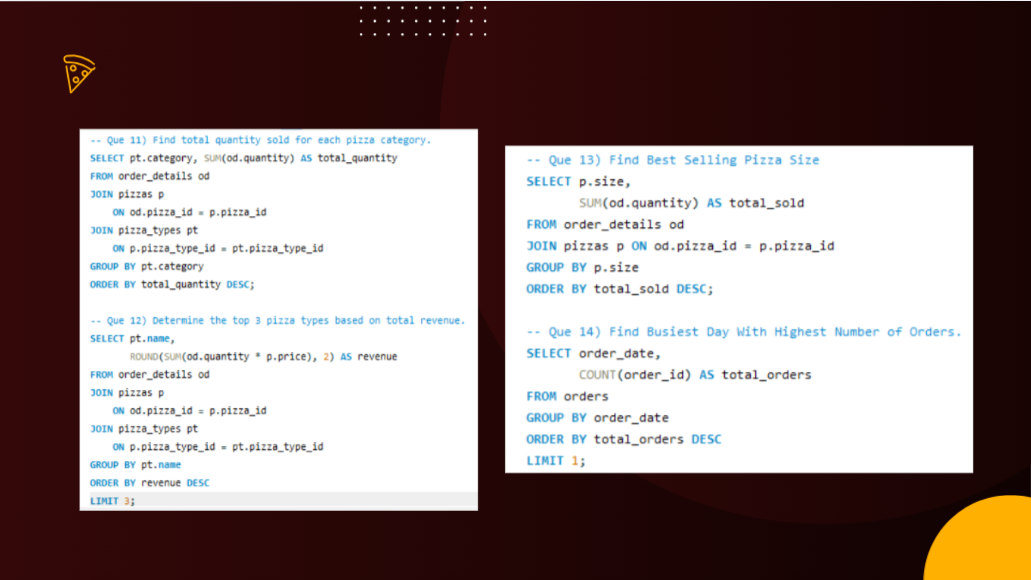 -- Que 11) Find total quantity sold for each pizza category.
SELECT pt.category, SUM(od.quantity) AS total_quantity
FROM order_details od
JOIN pizzas p
    ON od.pizza_id = p.pizza_id
JOIN pizza_types pt
    ON p.pizza_type_id = pt.pizza_type_id
GROUP BY pt.category
ORDER BY total_quantity DESC;

-- Que 12) Determine the top 3 pizza types based on total revenue.
SELECT pt.name,
       ROUND(SUM(od.quantity * p.price), 2) AS revenue
FROM order_details od
JOIN pizzas p
    ON od.pizza_id = p.pizza_id
JOIN pizza_types pt
    ON p.pizza_type_id = pt.pizza_type_id
GROUP BY pt.name
ORDER BY revenue DESC
LIMIT 3;

-- Que 13) Find Best Selling Pizza Size
SELECT p.size,
       SUM(od.quantity) AS total_sold
FROM order_details od
JOIN pizzas p ON od.pizza_id = p.pizza_id
GROUP BY p.size
ORDER BY total_sold DESC;

-- Que 14) Find Busiest Day With Highest Number of Orders.
SELECT order_date,
       COUNT(order_id) AS total_orders
FROM orders
GROUP BY order_date
ORDER BY total_orders DESC
LIMIT 1;